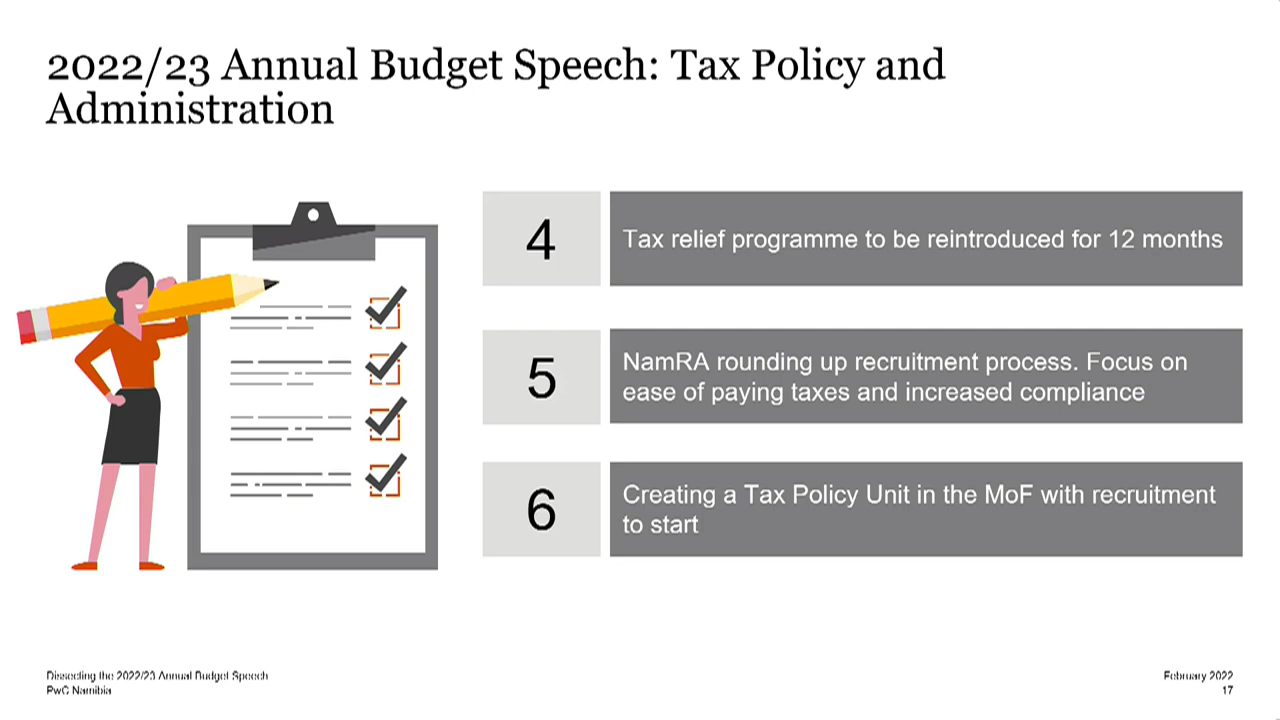 2022/23 Annual Budget Speech: Tax Policy and
Administration
4
Tax relief programme to be reintroduced for 12 months
5
NamRA rounding up recruitment process. Focus on
ease of paying taxes and increased compliance
6
Creating a Tax Policy Unit in the MoF with recruitment
to start
Dissecting the 2022/23 Annual Budget Speech
PwC Namibia
February 2022
17